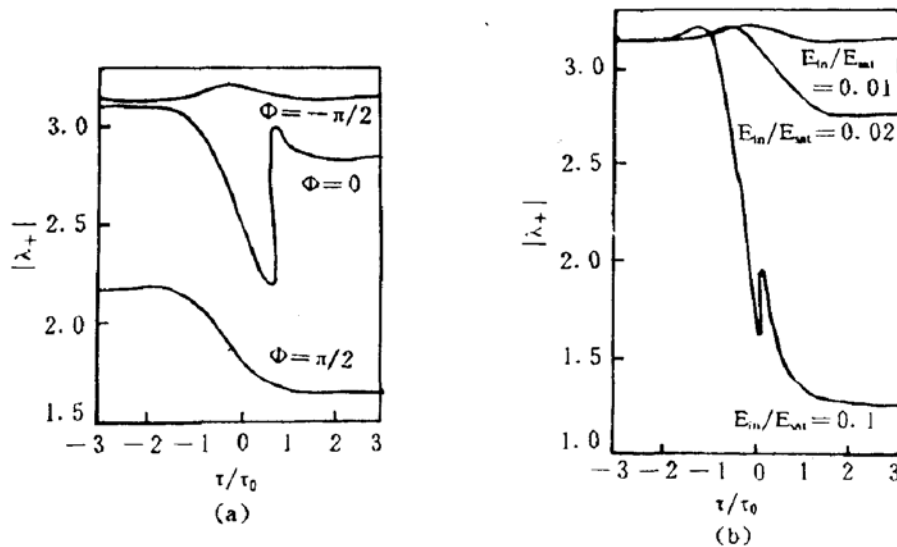 |λ₊|
3.0
2.5
2.0
1.5
Φ=−π/2
Φ=0
Φ=π/2
−3 −2 −1 0 1 2 3
τ/τ₀
(a)
|λ₊|
3.0
2.5
2.0
1.5
1.0
E_in/E_sat
=0.01
E_in/E_sat=0.02
E_in/E_sat=0.1
−3 −2 −1 0 1 2 3
τ/τ₀
(b)